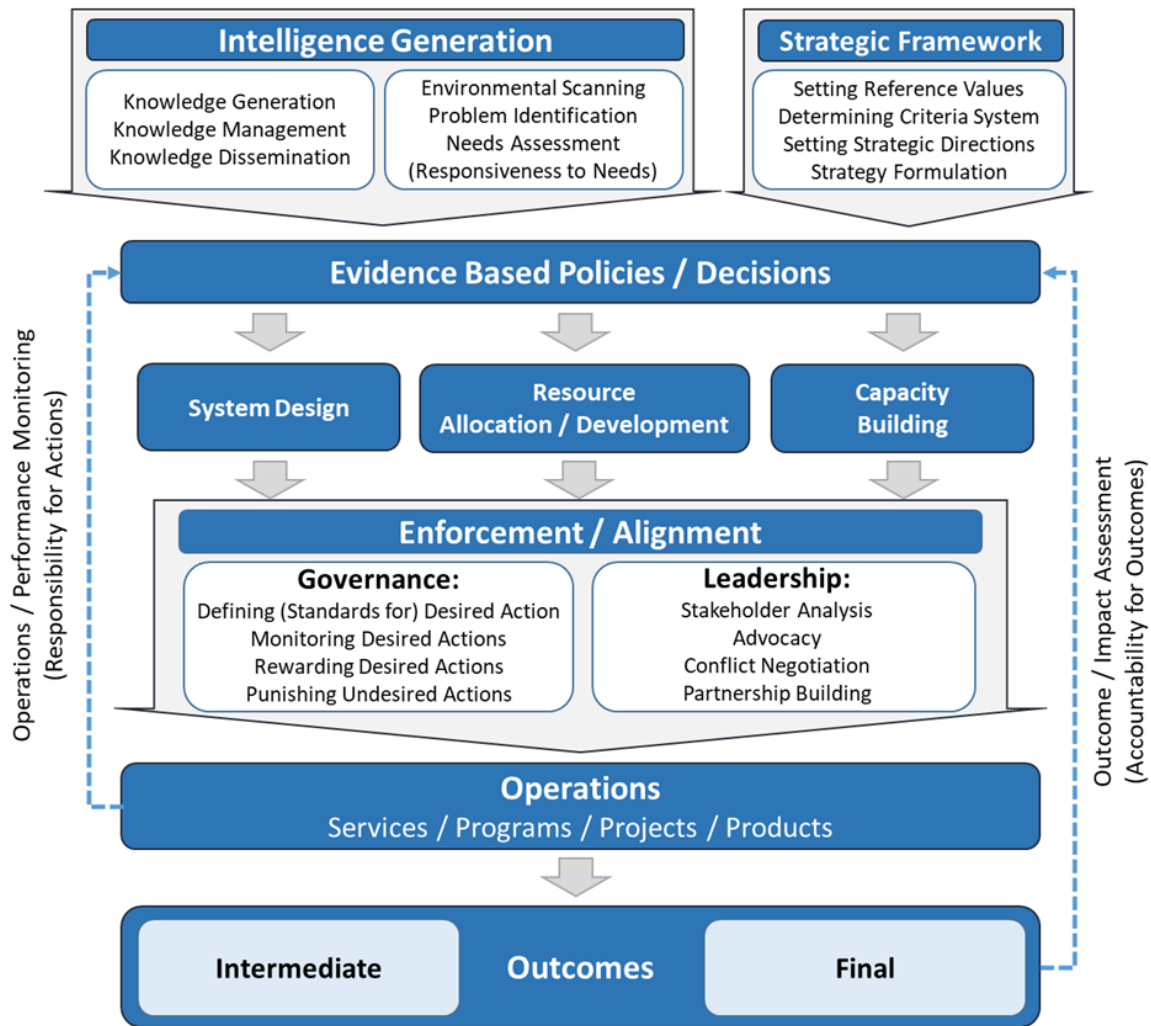 Intelligence Generation
Knowledge Generation
Knowledge Management
Knowledge Dissemination
Environmental Scanning
Problem Identification
Needs Assessment
(Responsiveness to Needs)
Strategic Framework
Setting Reference Values
Determining Criteria System
Setting Strategic Directions
Strategy Formulation
Evidence Based Policies / Decisions
System Design
Resource
Allocation / Development
Capacity
Building
Enforcement / Alignment
Governance:
Defining (Standards for) Desired Action
Monitoring Desired Actions
Rewarding Desired Actions
Punishing Undesired Actions
Leadership:
Stakeholder Analysis
Advocacy
Conflict Negotiation
Partnership Building
Operations
Services / Programs / Projects / Products
Intermediate
Outcomes
Final
Operations / Performance Monitoring
(Responsibility for Actions)
Outcome / Impact Assessment
(Accountability for Outcomes)